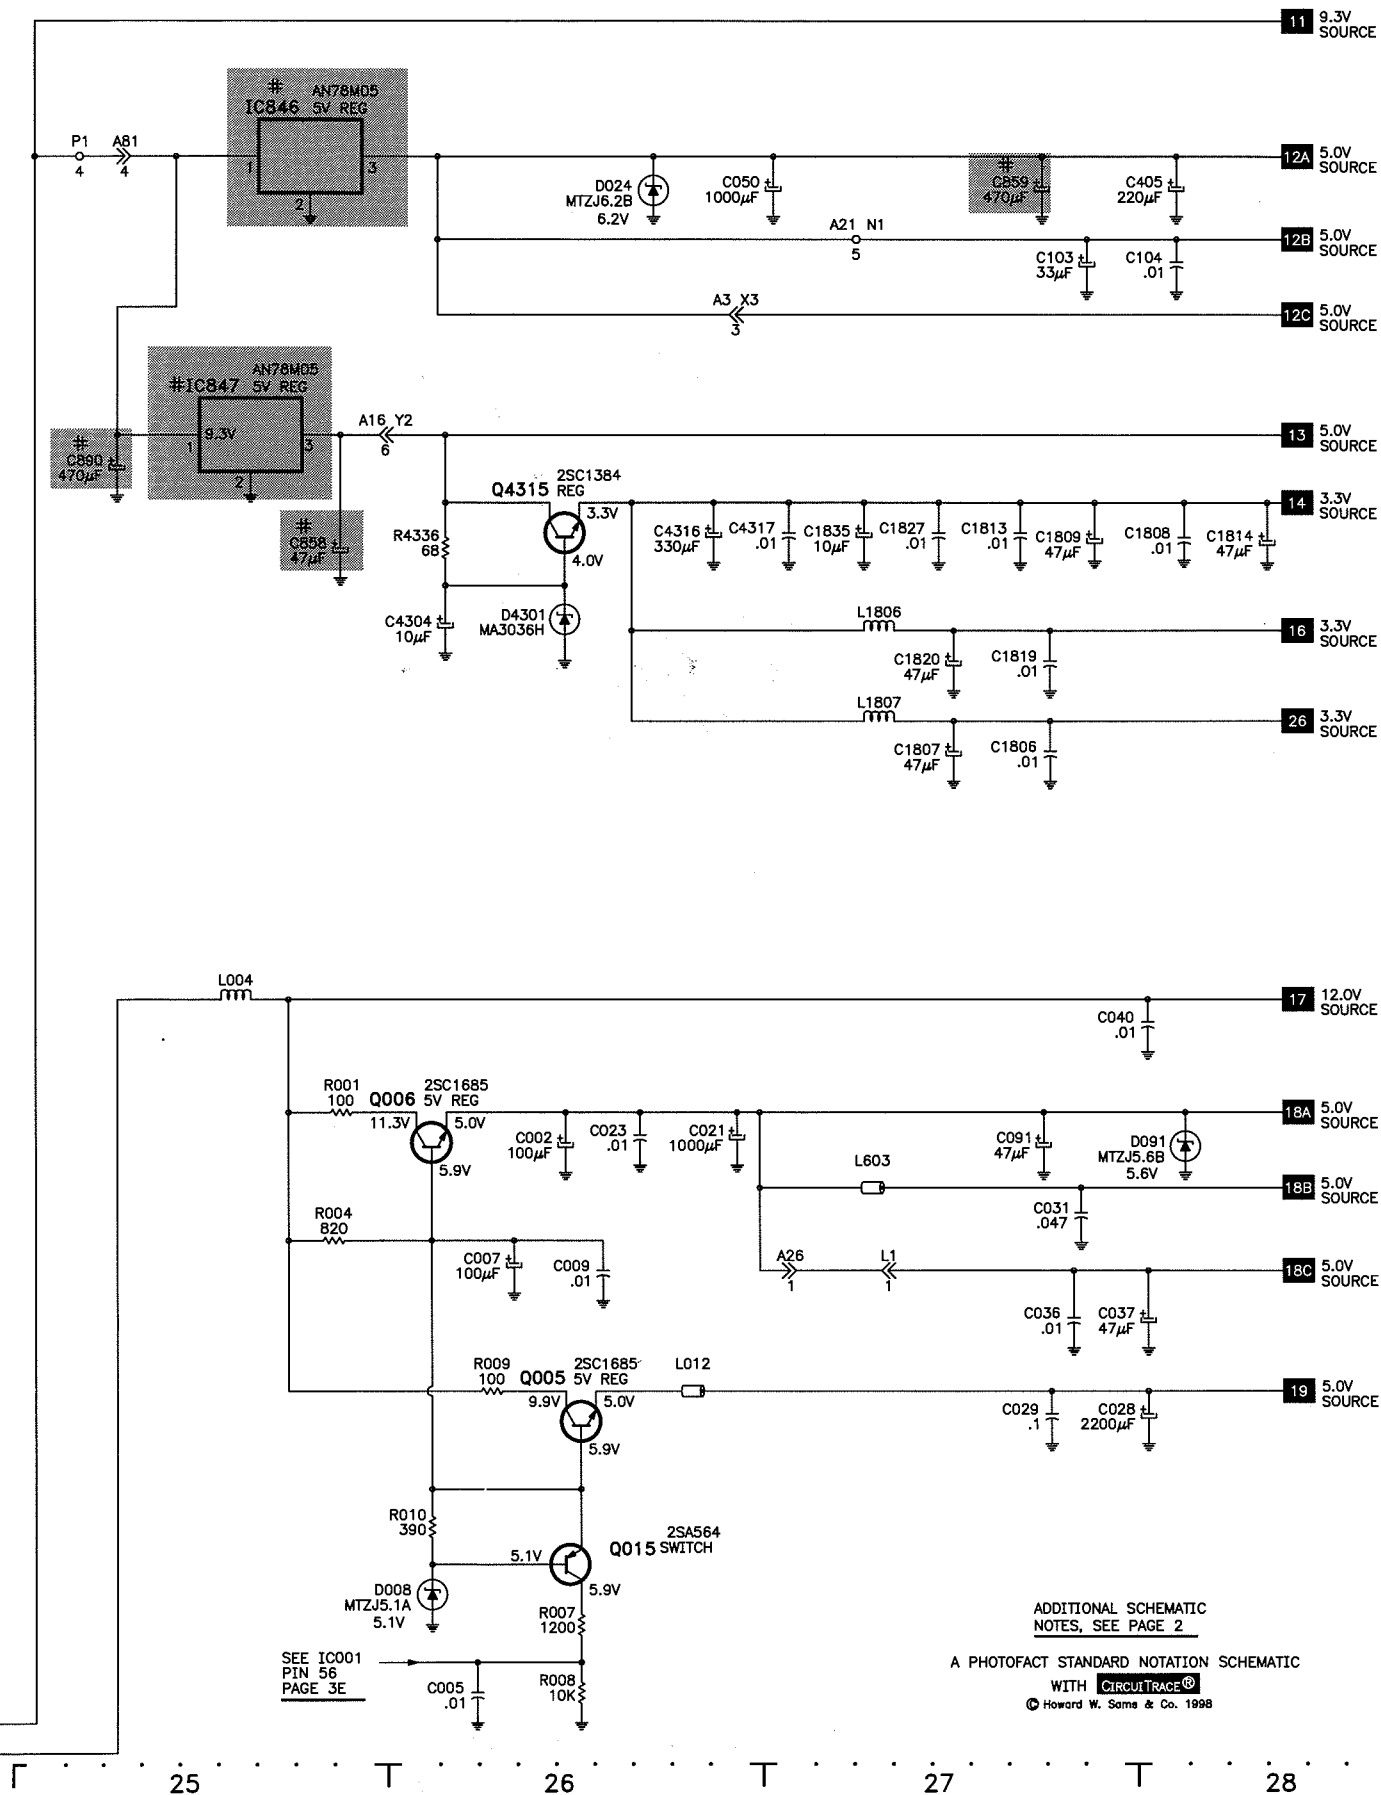 11 9.3V
SOURCE
#
IC846
AN78M05
5V REG
P1
4
A81
4
1
3
2
D024
MTZJ6.2B
6.2V
C050
1000µF
#
C859
470µF
C405
220µF
12A 5.0V
SOURCE
A21 N1
5
C103
33µF
C104
.01
12B 5.0V
SOURCE
A3 X3
3
12C 5.0V
SOURCE
#IC847
AN78M05
5V REG
9.3V
1
3
2
#
C890
470µF
A16 Y2
6
13 5.0V
SOURCE
#
C858
47µF
Q4315
2SC1384
REG
3.3V
4.0V
R4336
68
C4304
10µF
D4301
MA3036H
C4316
330µF
C4317
.01
C1835
10µF
C1827
.01
C1813
.01
C1809
47µF
C1808
.01
C1814
47µF
14 3.3V
SOURCE
L1806
C1820
47µF
C1819
.01
16 3.3V
SOURCE
L1807
C1807
47µF
C1806
.01
26 3.3V
SOURCE
L004
C040
.01
17 12.0V
SOURCE
R001
100
Q006
2SC1685
5V REG
11.3V
5.0V
5.9V
C002
100µF
C023
.01
C021
1000µF
C091
47µF
D091
MTZJ5.6B
5.6V
18A 5.0V
SOURCE
L603
C031
.047
18B 5.0V
SOURCE
R004
820
C007
100µF
C009
.01
A26
1
L1
1
C036
.01
C037
47µF
18C 5.0V
SOURCE
R009
100
Q005
2SC1685
5V REG
9.9V
5.0V
5.9V
L012
C029
.1
C028
2200µF
19 5.0V
SOURCE
R010
390
5.1V
Q015
2SA564
SWITCH
5.9V
D008
MTZJ5.1A
5.1V
R007
1200
SEE IC001
PIN 56
PAGE 3E
C005
.01
R008
10K
ADDITIONAL SCHEMATIC
NOTES, SEE PAGE 2
A PHOTOFACT STANDARD NOTATION SCHEMATIC
WITH CIRCUITRACE®
© Howard W. Sams & Co. 1998
25 26 27 28